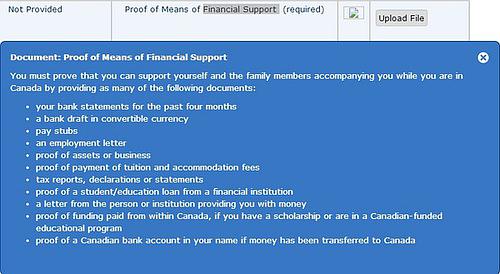 Not Provided Proof of Means of Financial Support (required) Upload File
Document: Proof of Means of Financial Support
You must prove that you can support yourself and the family members accompanying you while you are in
Canada by providing as many of the following documents:
• your bank statements for the past four months
• a bank draft in convertible currency
• pay stubs
• an employment letter
• proof of assets or business
• proof of payment of tuition and accommodation fees
• tax reports, declarations or statements
• proof of a student/education loan from a financial institution
• a letter from the person or institution providing you with money
• proof of funding paid from within Canada, if you have a scholarship or are in a Canadian-funded
educational program
• proof of a Canadian bank account in your name if money has been transferred to Canada